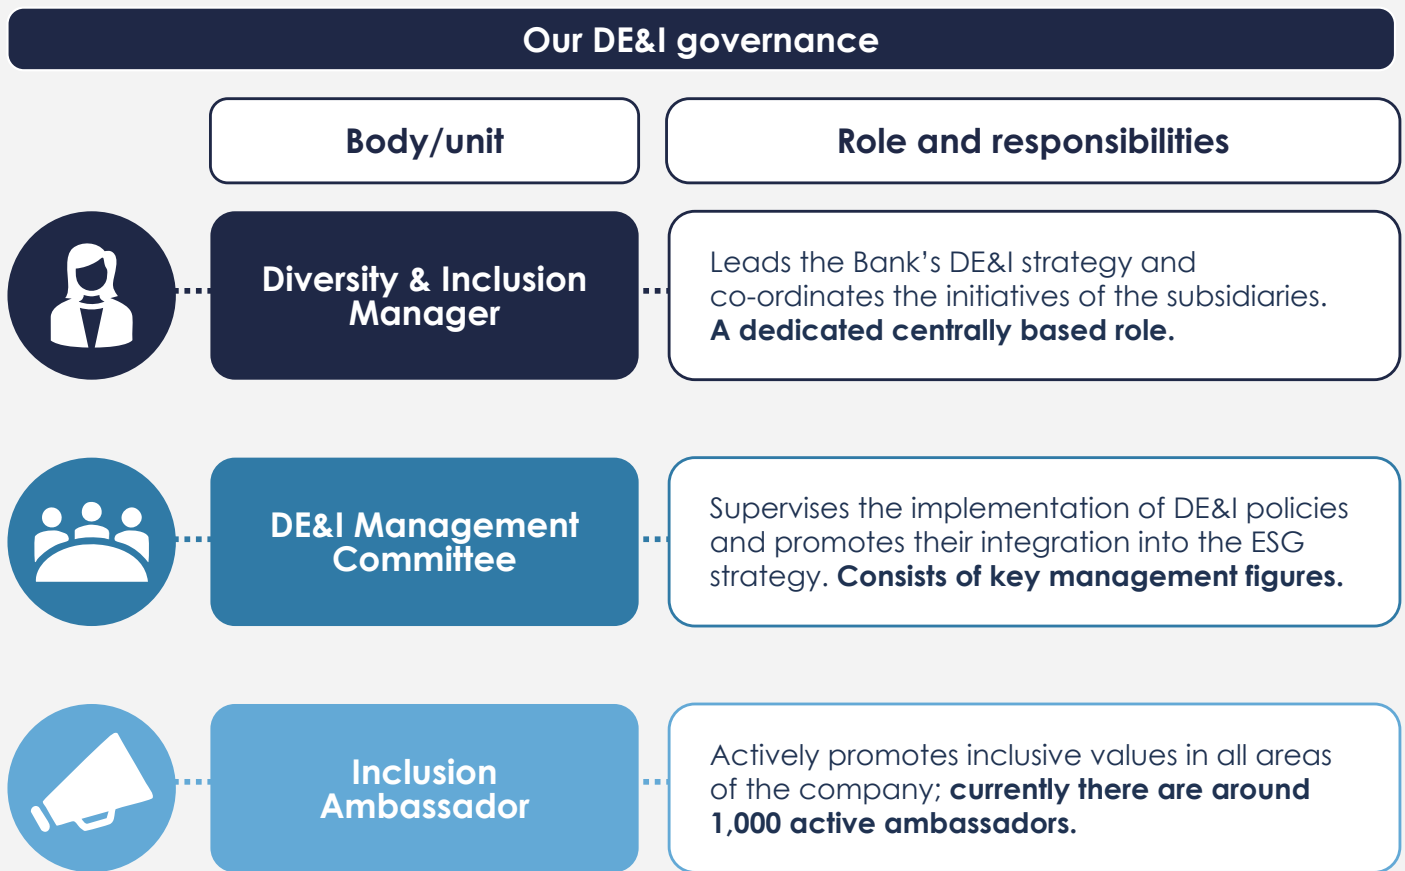 Our DE&I governance
Body/unit
Role and responsibilities
Diversity & Inclusion
Manager
Leads the Bank’s DE&I strategy and
co-ordinates the initiatives of the subsidiaries.
A dedicated centrally based role.
DE&I Management
Committee
Supervises the implementation of DE&I policies
and promotes their integration into the ESG
strategy. Consists of key management figures.
Inclusion
Ambassador
Actively promotes inclusive values in all areas
of the company; currently there are around
1,000 active ambassadors.